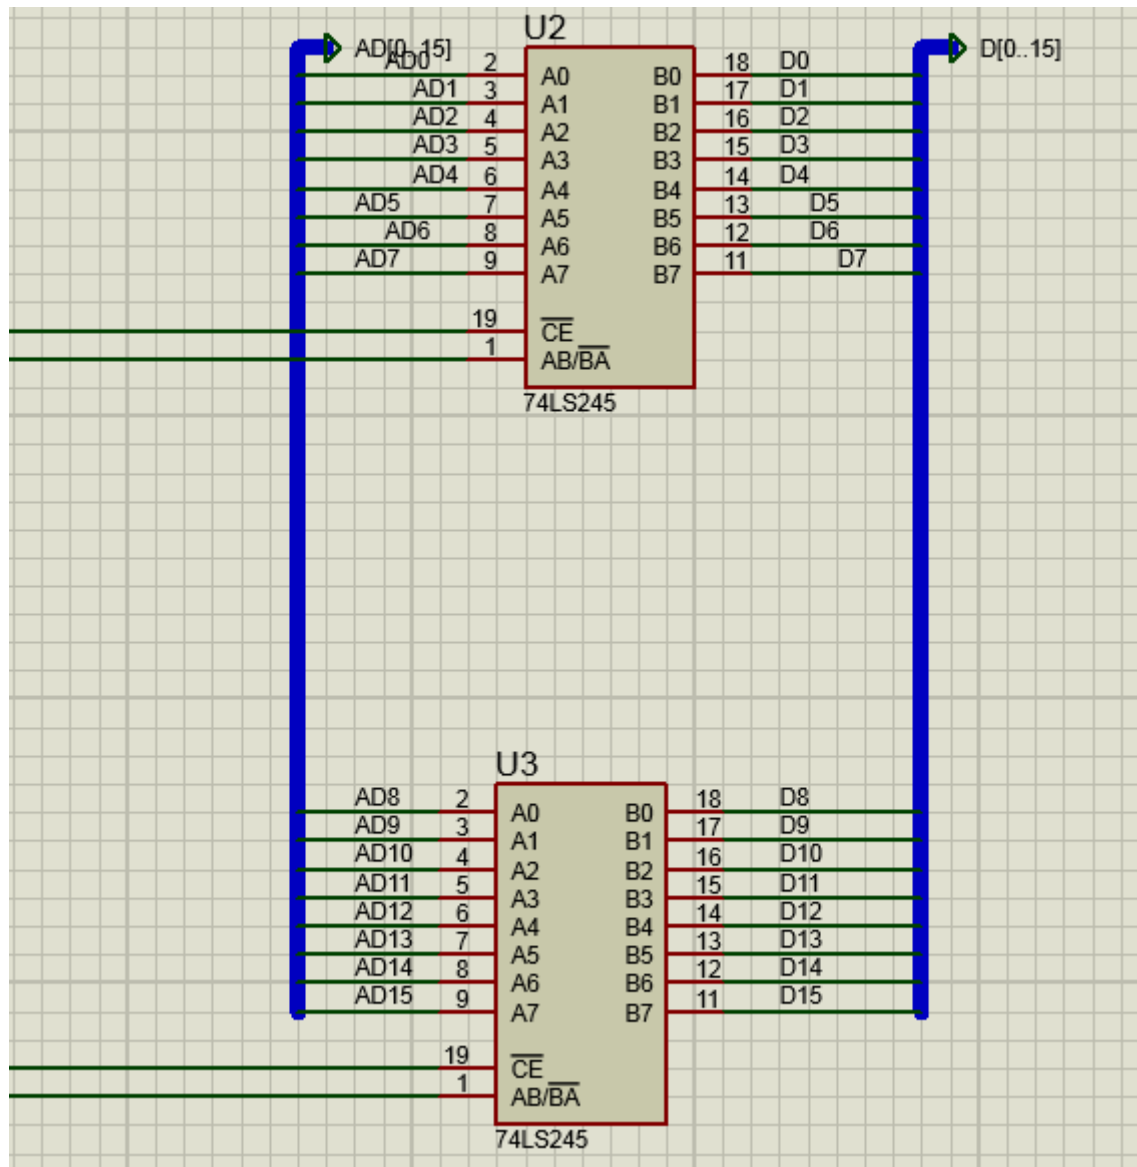 U2
AD[0..15] D[0..15]
AD0 2 A0 B0 18 D0
AD1 3 A1 B1 17 D1
AD2 4 A2 B2 16 D2
AD3 5 A3 B3 15 D3
AD4 6 A4 B4 14 D4
AD5 7 A5 B5 13 D5
AD6 8 A6 B6 12 D6
AD7 9 A7 B7 11 D7
19 C̅E̅
1 AB/B̅A̅
74LS245
U3
AD8 2 A0 B0 18 D8
AD9 3 A1 B1 17 D9
AD10 4 A2 B2 16 D10
AD11 5 A3 B3 15 D11
AD12 6 A4 B4 14 D12
AD13 7 A5 B5 13 D13
AD14 8 A6 B6 12 D14
AD15 9 A7 B7 11 D15
19 C̅E̅
1 AB/B̅A̅
74LS245